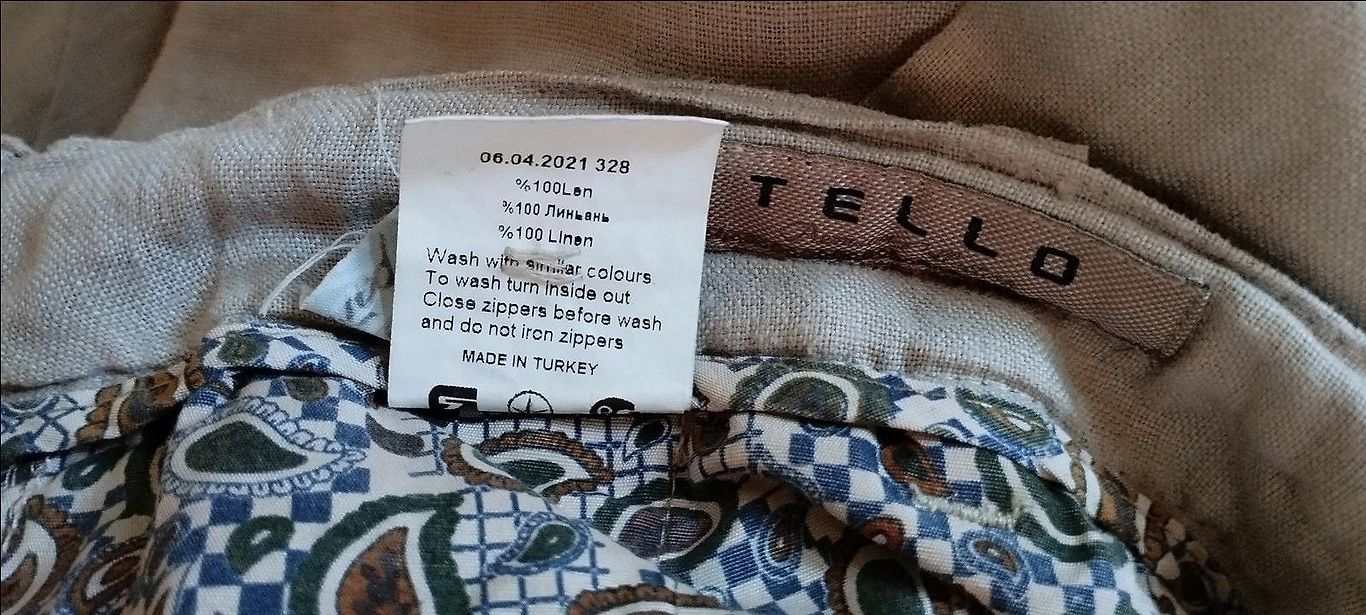 06.04.2021 328
%100Len
%100 Линьань
%100 Linen
Wash with similar colours
To wash turn inside out
Close zippers before wash
and do not iron zippers
MADE IN TURKEY
TELLO